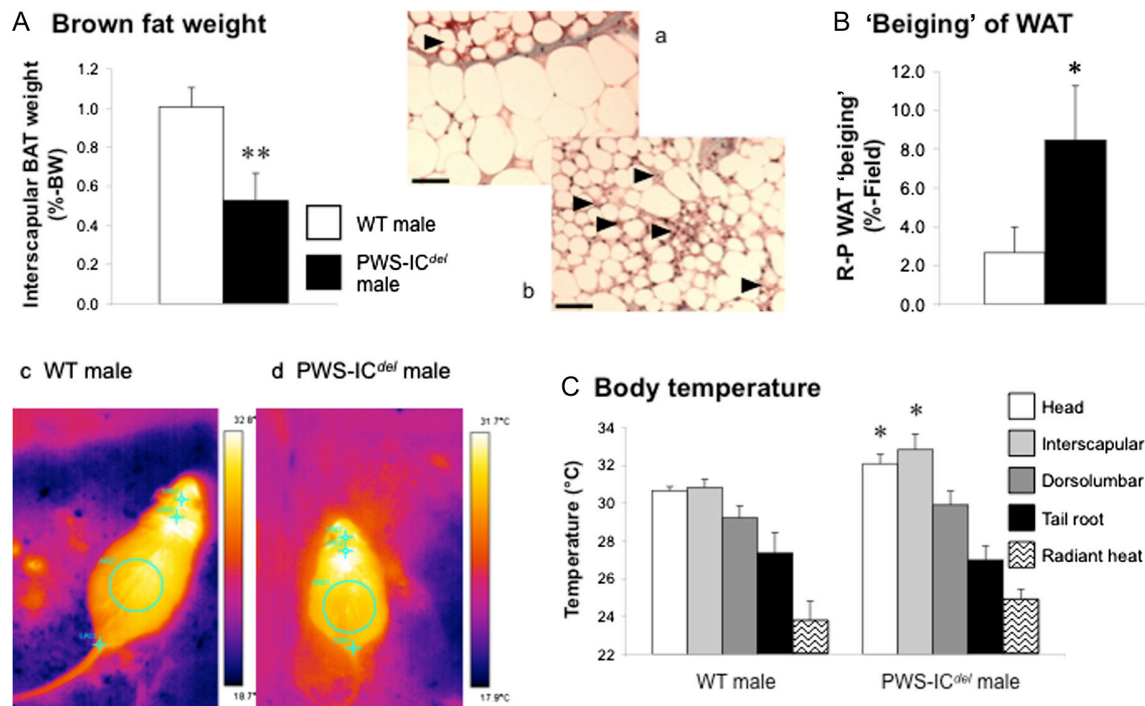 A Brown fat weight
Interscapular BAT weight
(%-BW)
1.2
1.0
0.8
0.6
0.4
0.2
0.0
**
WT male
PWS-IC^del
male
a
b
B 'Beiging' of WAT
R-P WAT 'beiging'
(%-Field)
12.0
10.0
8.0
6.0
4.0
2.0
0.0
*
c WT male
32.8°
18.7°
d PWS-IC^del male
31.7°C
17.9°C
C Body temperature
Temperature (°C)
34
32
30
28
26
24
22
*
*
WT male
PWS-IC^del male
Head
Interscapular
Dorsolumbar
Tail root
Radiant heat